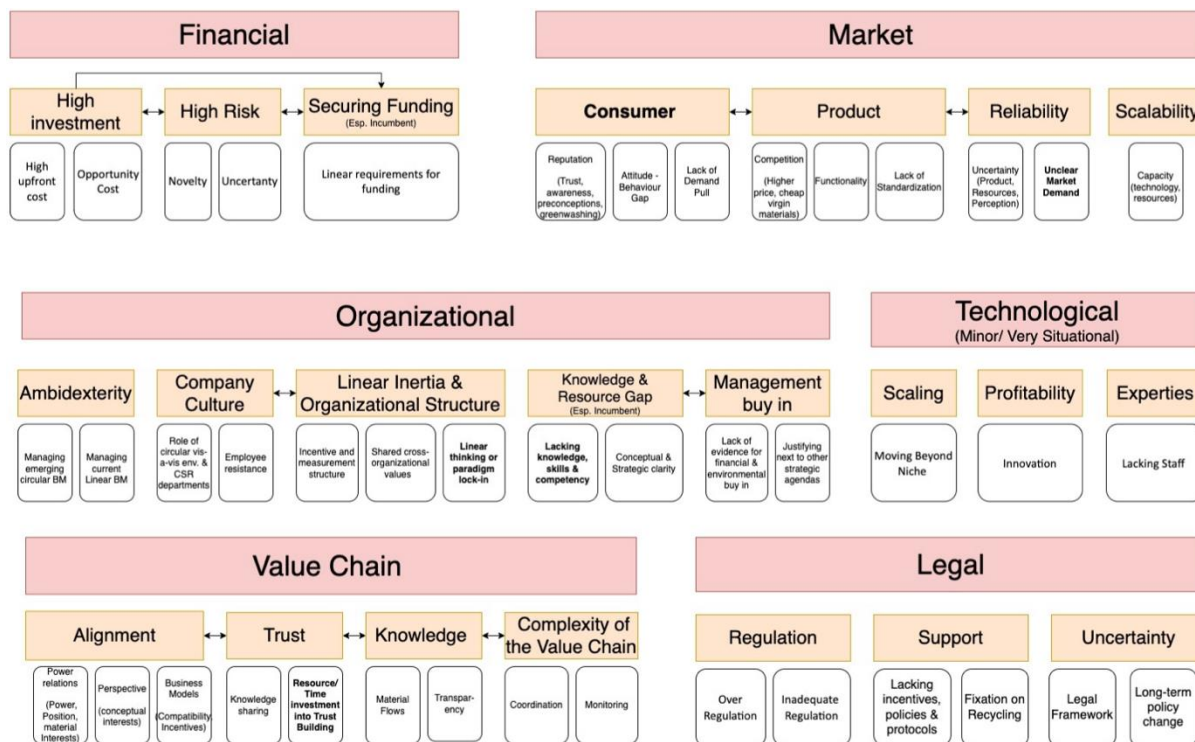 Financial
Market
High
investment
High Risk
Securing Funding
(Esp. Incumbent)
Consumer
Product
Reliability
Scalability
High
upfront
cost
Opportunity
Cost
Novelty
Uncertanty
Linear requirements for
funding
Reputation
(Trust,
awareness,
preconceptions,
greenwashing)
Attitude -
Behaviour
Gap
Lack of
Demand
Pull
Competition
(Higher
price, cheap
virgin
materials)
Functionality
Lack of
Standardization
Uncertainty
(Product,
Resources,
Perception)
Unclear
Market
Demand
Capacity
(technology,
resources)
Organizational
Technological
(Minor/ Very Situational)
Ambidexterity
Company
Culture
Linear Inertia &
Organizational Structure
Knowledge &
Resource Gap
(Esp. Incumbent)
Management
buy in
Scaling
Profitability
Experties
Managing
emerging
circular BM
Managing
current
Linear BM
Role of
circular vis-
a-vis env. &
CSR
departments
Employee
resistance
Incentive and
measurement
structure
Shared cross-
organizational
values
Linear
thinking or
paradigm
lock-in
Lacking
knowledge,
skills &
competency
Conceptual &
Strategic clarity
Lack of
evidence for
financial &
environmental
buy in
Justifying
next to other
strategic
agendas
Moving Beyond
Niche
Innovation
Lacking Staff
Value Chain
Legal
Alignment
Trust
Knowledge
Complexity of
the Value Chain
Regulation
Support
Uncertainty
Power
relations
(Power,
Position,
material
Interests)
Perspective
(conceptual
interests)
Business
Models
(Compatibility,
Incentives)
Knowledge
sharing
Resource/
Time
investment
into Trust
Building
Material
Flows
Transpar-
ency
Coordination
Monitoring
Over
Regulation
Inadequate
Regulation
Lacking
incentives,
policies &
protocols
Fixation on
Recycling
Legal
Framework
Long-term
policy
change